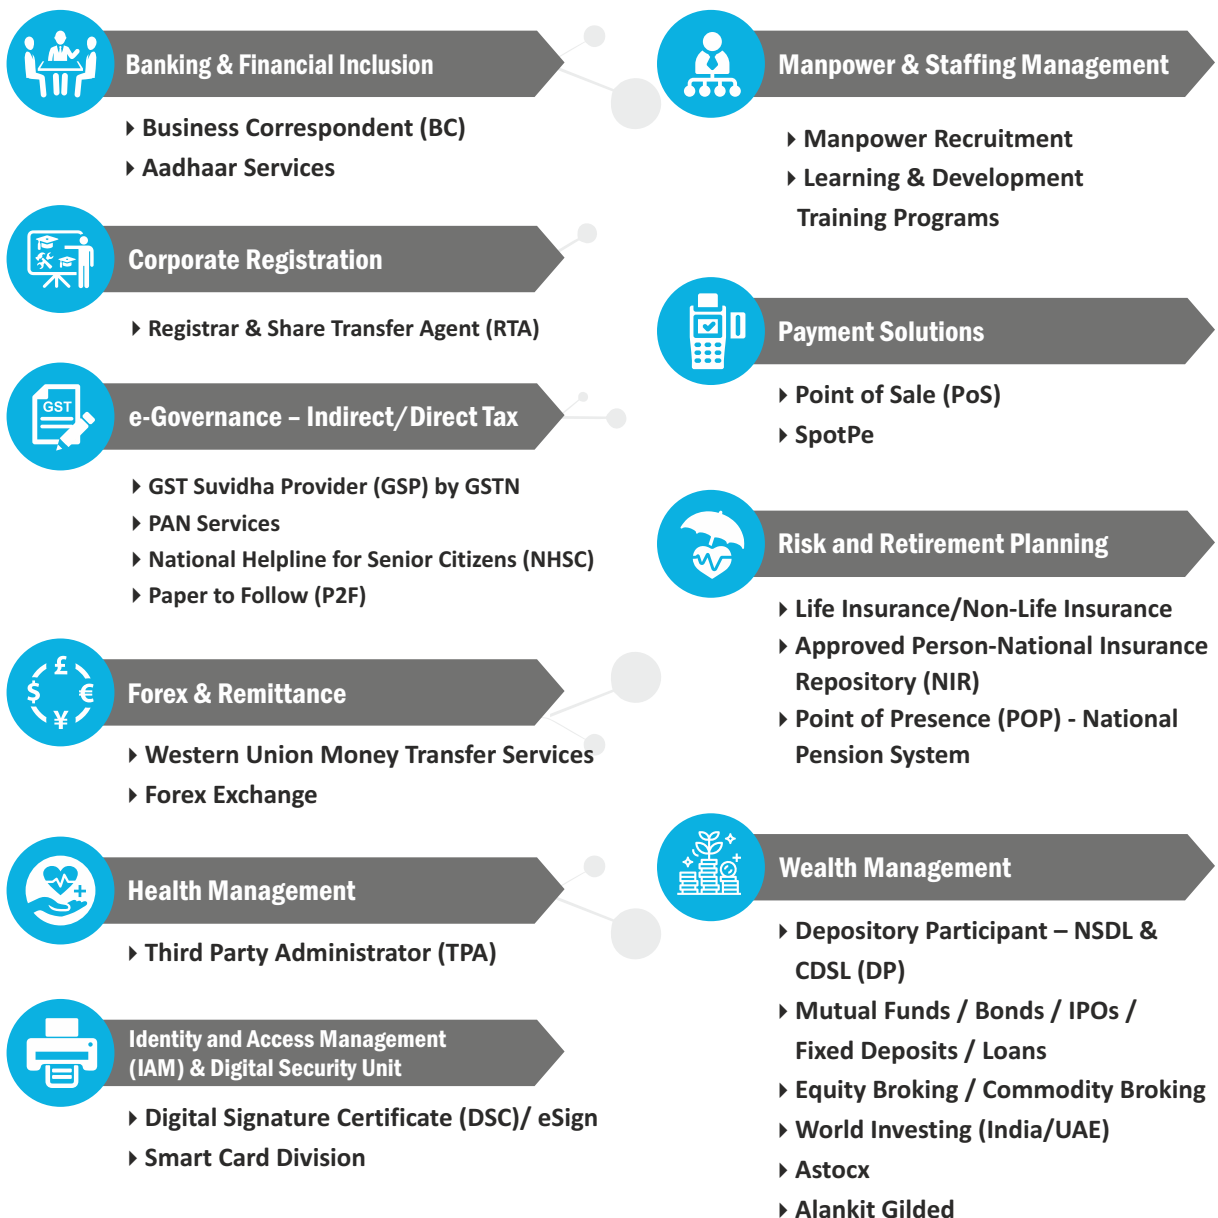 Banking & Financial Inclusion
Business Correspondent (BC)
Aadhaar Services
Corporate Registration
Registrar & Share Transfer Agent (RTA)
GST
e-Governance – Indirect/Direct Tax
GST Suvidha Provider (GSP) by GSTN
PAN Services
National Helpline for Senior Citizens (NHSC)
Paper to Follow (P2F)
£
$ €
¥
Forex & Remittance
Western Union Money Transfer Services
Forex Exchange
Health Management
Third Party Administrator (TPA)
Identity and Access Management
(IAM) & Digital Security Unit
Digital Signature Certificate (DSC)/ eSign
Smart Card Division
Manpower & Staffing Management
Manpower Recruitment
Learning & Development
Training Programs
Payment Solutions
Point of Sale (PoS)
SpotPe
Risk and Retirement Planning
Life Insurance/Non-Life Insurance
Approved Person-National Insurance
Repository (NIR)
Point of Presence (POP) - National
Pension System
Wealth Management
Depository Participant – NSDL &
CDSL (DP)
Mutual Funds / Bonds / IPOs /
Fixed Deposits / Loans
Equity Broking / Commodity Broking
World Investing (India/UAE)
Astocx
Alankit Gilded